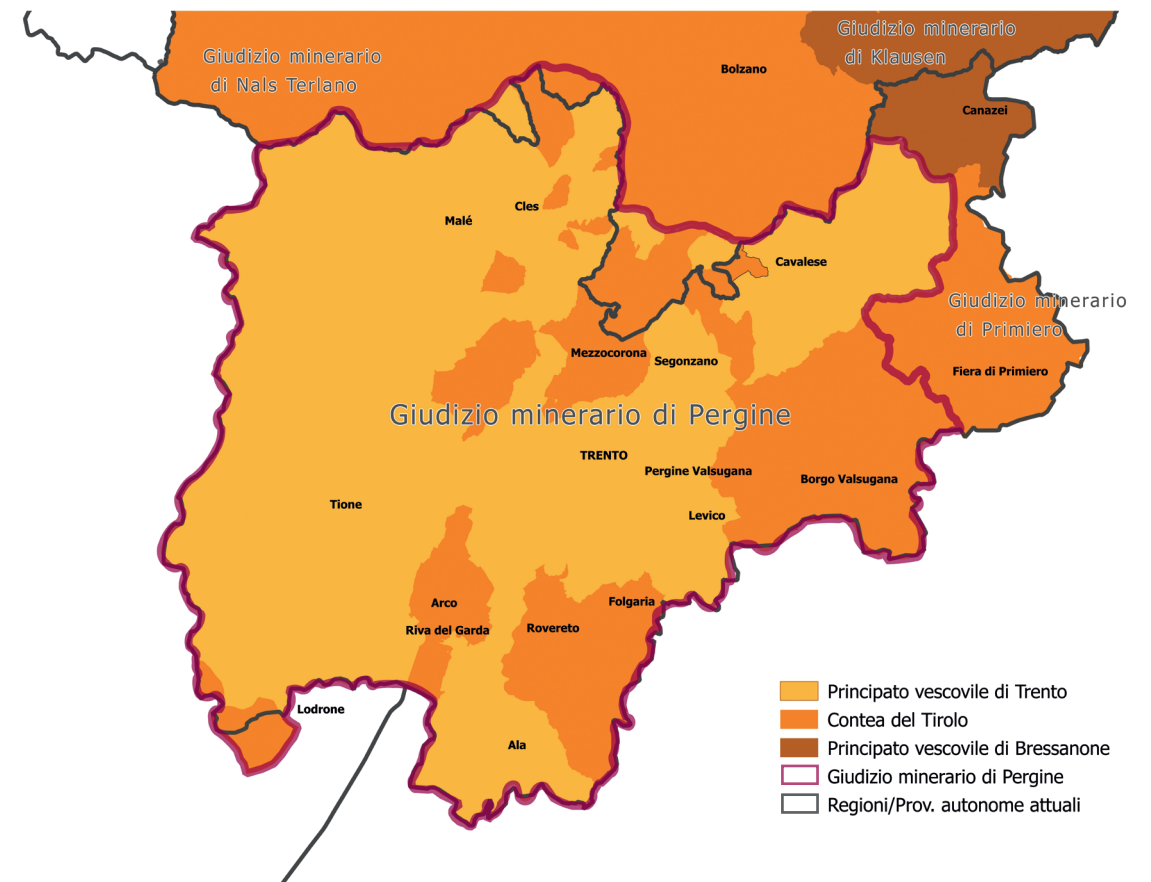 Giudizio minerario
di Klausen
Giudizio minerario
di Nals Terlano
Bolzano
Canazei
Cles
Malé
Cavalese
Giudizio minerario
di Primiero
Mezzocorona
Segonzano
Fiera di Primiero
Giudizio minerario di Pergine
TRENTO
Pergine Valsugana
Borgo Valsugana
Tione
Levico
Arco
Folgaria
Riva del Garda
Rovereto
Lodrone
Ala
Principato vescovile di Trento
Contea del Tirolo
Principato vescovile di Bressanone
Giudizio minerario di Pergine
Regioni/Prov. autonome attuali